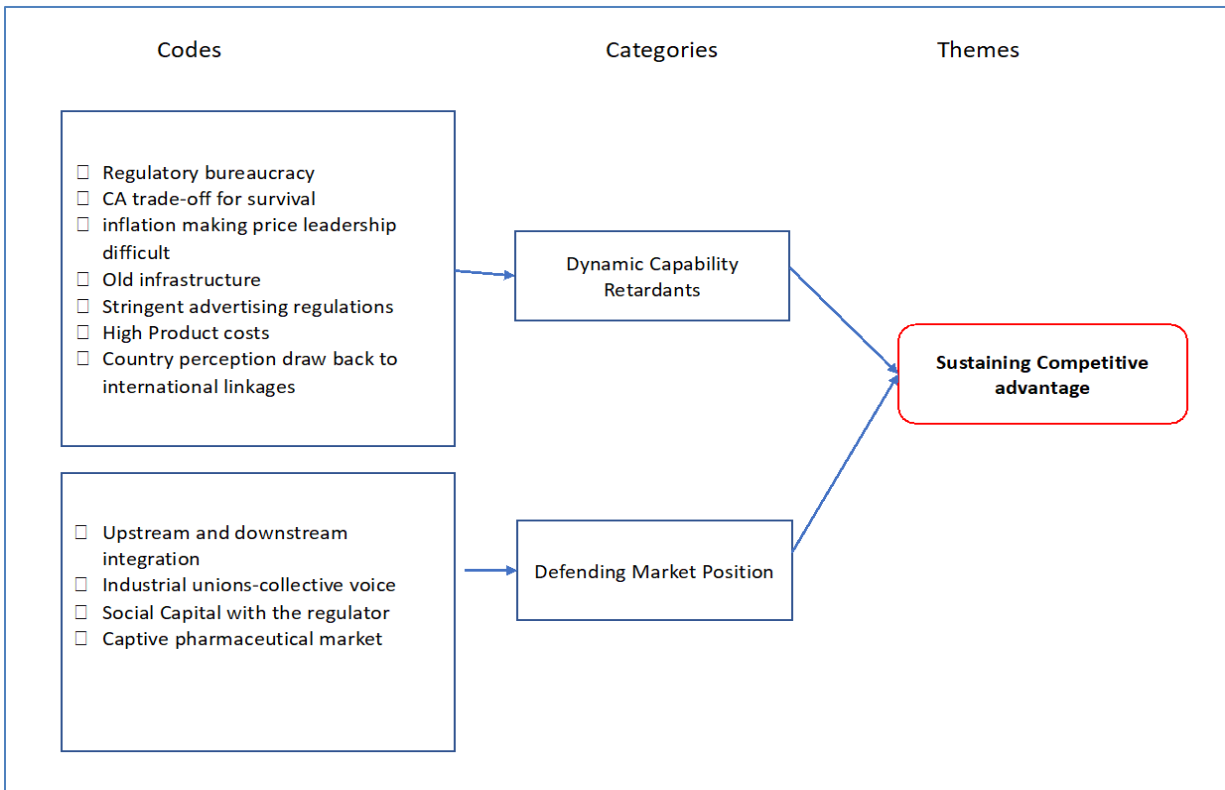 Codes
Categories
Themes
Regulatory bureaucracy
CA trade-off for survival
inflation making price leadership
difficult
Old infrastructure
Stringent advertising regulations
High Product costs
Country perception draw back to
international linkages
Dynamic Capability
Retardants
Sustaining Competitive
advantage
Upstream and downstream
integration
Industrial unions-collective voice
Social Capital with the regulator
Captive pharmaceutical market
Defending Market Position